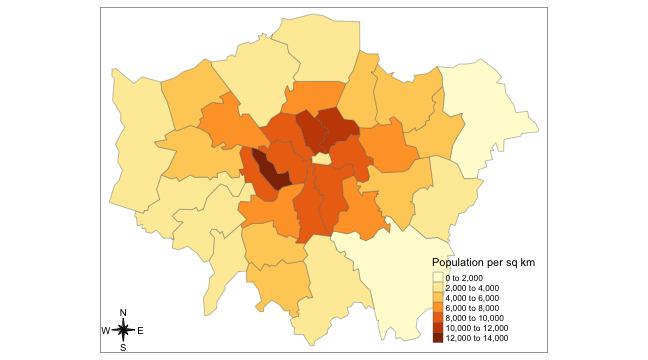 Population per sq km
0 to 2,000
2,000 to 4,000
4,000 to 6,000
6,000 to 8,000
8,000 to 10,000
10,000 to 12,000
12,000 to 14,000
N
W E
S